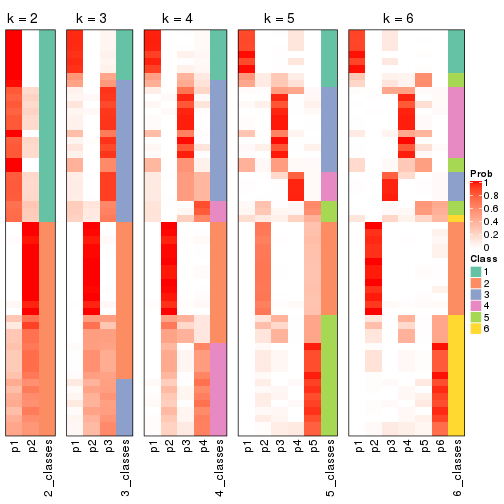 k = 2
k = 3
k = 4
k = 5
k = 6
p1
p2
2_classes
p1
p2
p3
3_classes
p1
p2
p3
p4
4_classes
p1
p2
p3
p4
p5
5_classes
p1
p2
p3
p4
p5
p6
6_classes
Prob
1
0.8
0.6
0.4
0.2
0
Class
1
2
3
4
5
6